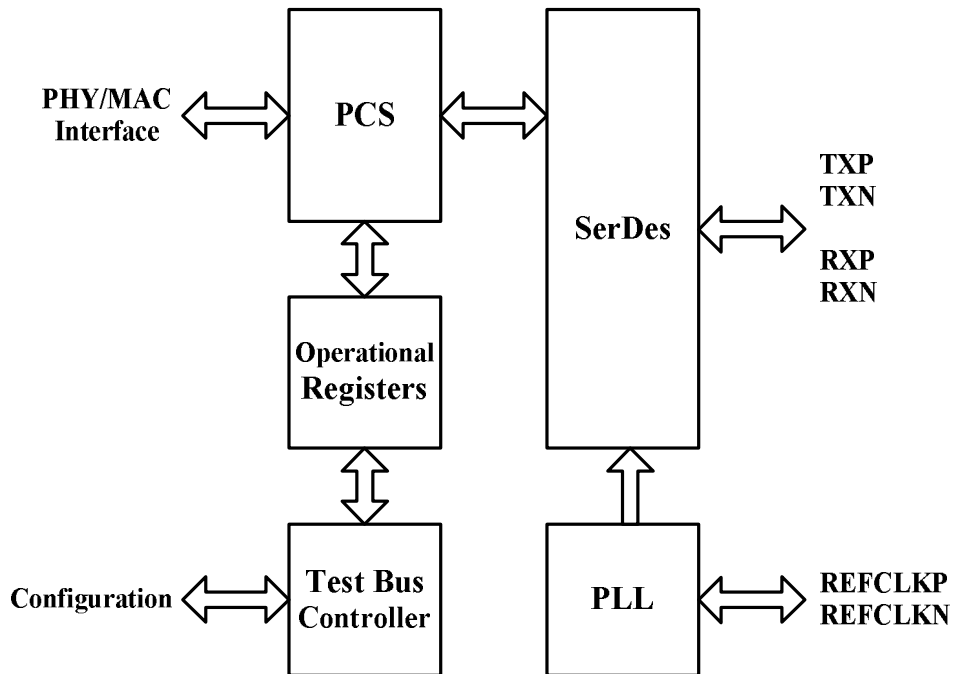 PHY/MAC
Interface
PCS
SerDes
TXP
TXN
RXP
RXN
Operational
Registers
Configuration
Test Bus
Controller
PLL
REFCLKP
REFCLKN